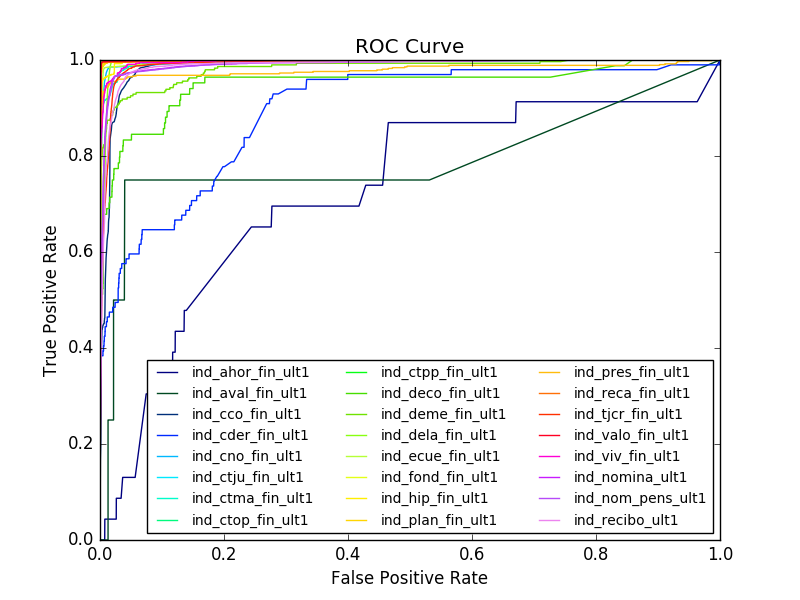 ROC Curve
1.0
0.8
0.6
0.4
0.2
0.0
True Positive Rate
ind_ahor_fin_ult1 ind_ctpp_fin_ult1 ind_pres_fin_ult1
ind_aval_fin_ult1 ind_deco_fin_ult1 ind_reca_fin_ult1
ind_cco_fin_ult1 ind_deme_fin_ult1 ind_tjcr_fin_ult1
ind_cder_fin_ult1 ind_dela_fin_ult1 ind_valo_fin_ult1
ind_cno_fin_ult1 ind_ecue_fin_ult1 ind_viv_fin_ult1
ind_ctju_fin_ult1 ind_fond_fin_ult1 ind_nomina_ult1
ind_ctma_fin_ult1 ind_hip_fin_ult1 ind_nom_pens_ult1
ind_ctop_fin_ult1 ind_plan_fin_ult1 ind_recibo_ult1
0.0 0.2 0.4 0.6 0.8 1.0
False Positive Rate